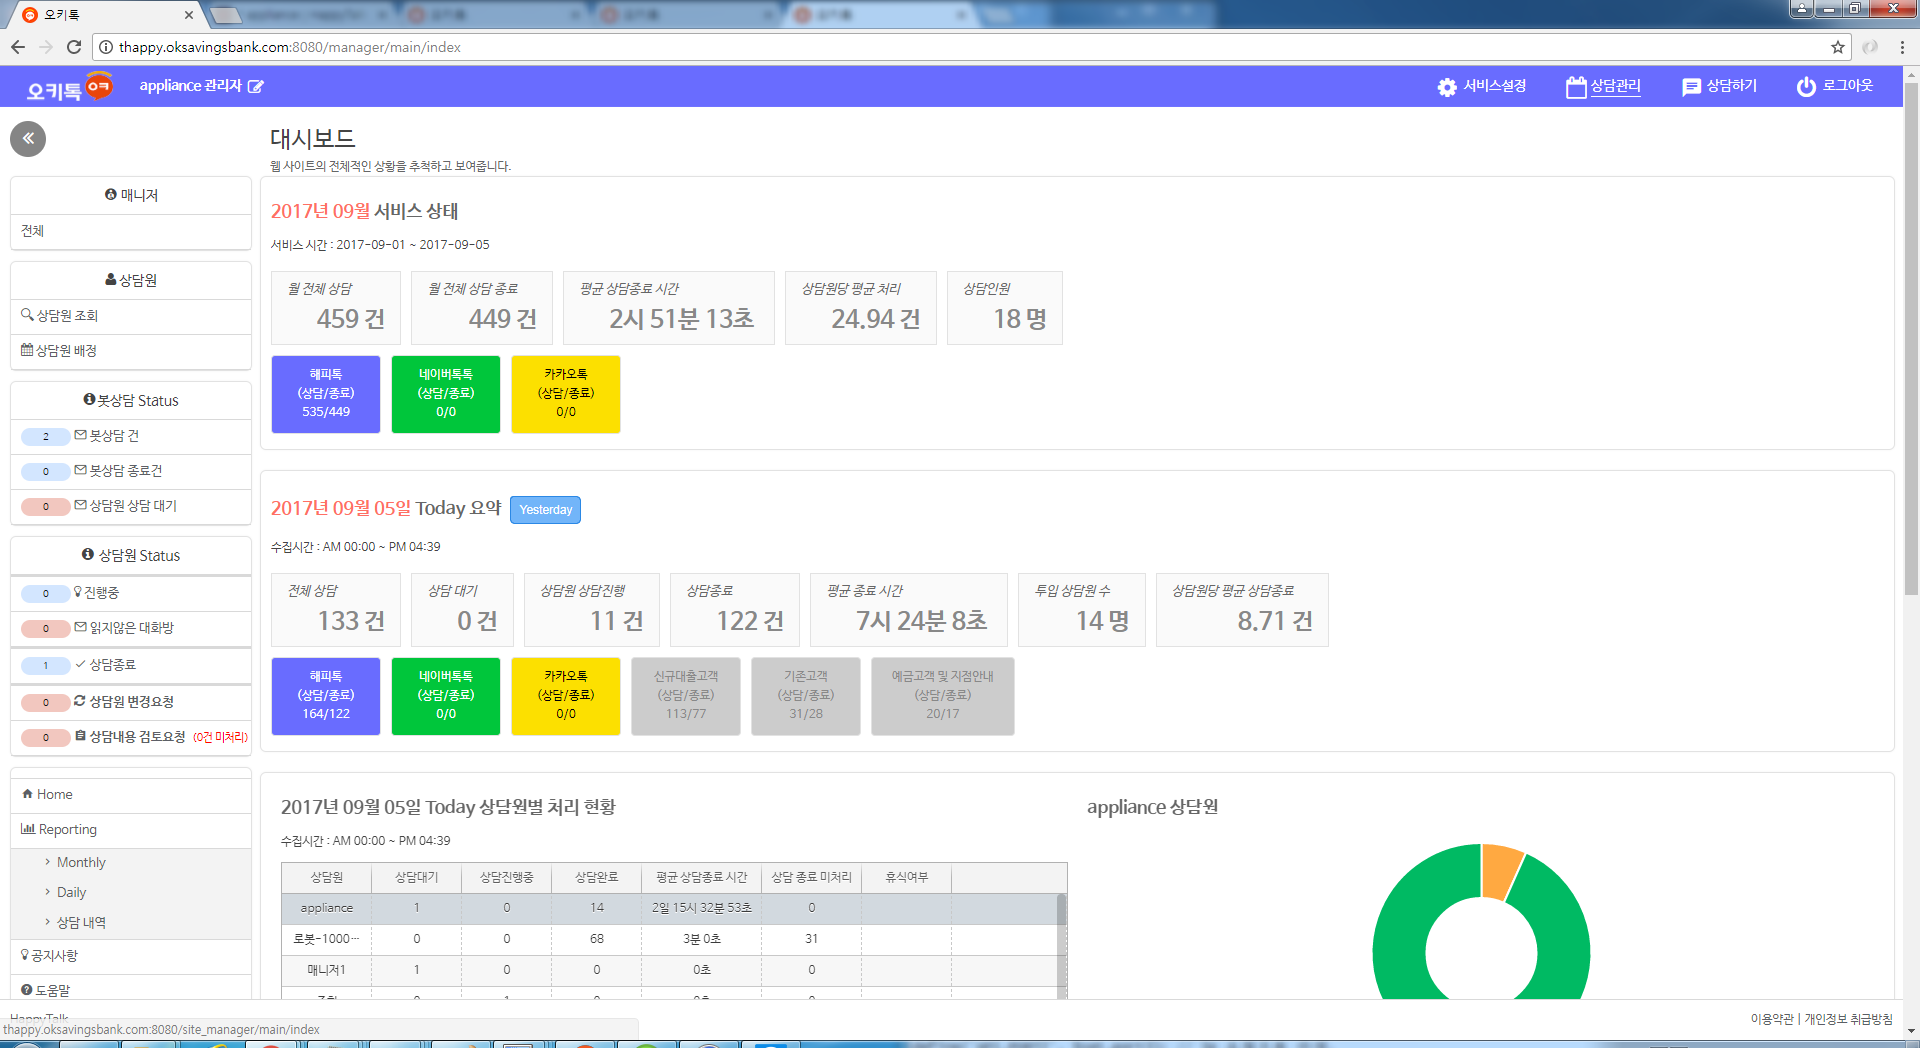 오키톡
thappy.oksavingsbank.com:8080/manager/main/index
오키톡 appliance 관리자 서비스설정 상담관리 상담하기 로그아웃
대시보드
웹 사이트의 전체적인 상황을 추척하고 보여줍니다.
매니저
전체
상담원
상담원 조회
상담원 배정
봇상담 Status
2 봇상담 건
0 봇상담 종료건
0 상담원 상담 대기
상담원 Status
0 진행중
0 읽지않은 대화방
1 상담종료
0 상담원 변경요청
0 상담내용 검토요청 (0건 미처리)
Home
Reporting
Monthly
Daily
상담 내역
공지사항
도움말
2017년 09월 서비스 상태
서비스 시간 : 2017-09-01 ~ 2017-09-05
월 전체 상담 월 전체 상담 종료 평균 상담종료 시간 상담원당 평균 처리 상담인원
459 건 449 건 2시 51분 13초 24.94 건 18 명
해피톡 네이버톡톡 카카오톡
(상담/종료) (상담/종료) (상담/종료)
535/449 0/0 0/0
2017년 09월 05일 Today 요약 Yesterday
수집시간 : AM 00:00 ~ PM 04:39
전체 상담 상담 대기 상담원 상담진행 상담종료 평균 종료 시간 투입 상담원 수 상담원당 평균 상담종료
133 건 0 건 11 건 122 건 7시 24분 8초 14 명 8.71 건
해피톡 네이버톡톡 카카오톡 신규대출고객 기존고객 예금고객 및 지점안내
(상담/종료) (상담/종료) (상담/종료) (상담/종료) (상담/종료) (상담/종료)
164/122 0/0 0/0 113/77 31/28 20/17
2017년 09월 05일 Today 상담원별 처리 현황
수집시간 : AM 00:00 ~ PM 04:39
상담원 상담대기 상담진행중 상담완료 평균 상담종료 시간 상담 종료 미처리 휴식여부
appliance 1 0 14 2일 15시 32분 53초 0
로봇-1000… 0 0 68 3분 0초 31
매니저1 1 0 0 0초 0
appliance 상담원
HappyTalk
이용약관 | 개인정보 취급방침
thappy.oksavingsbank.com:8080/site_manager/main/index